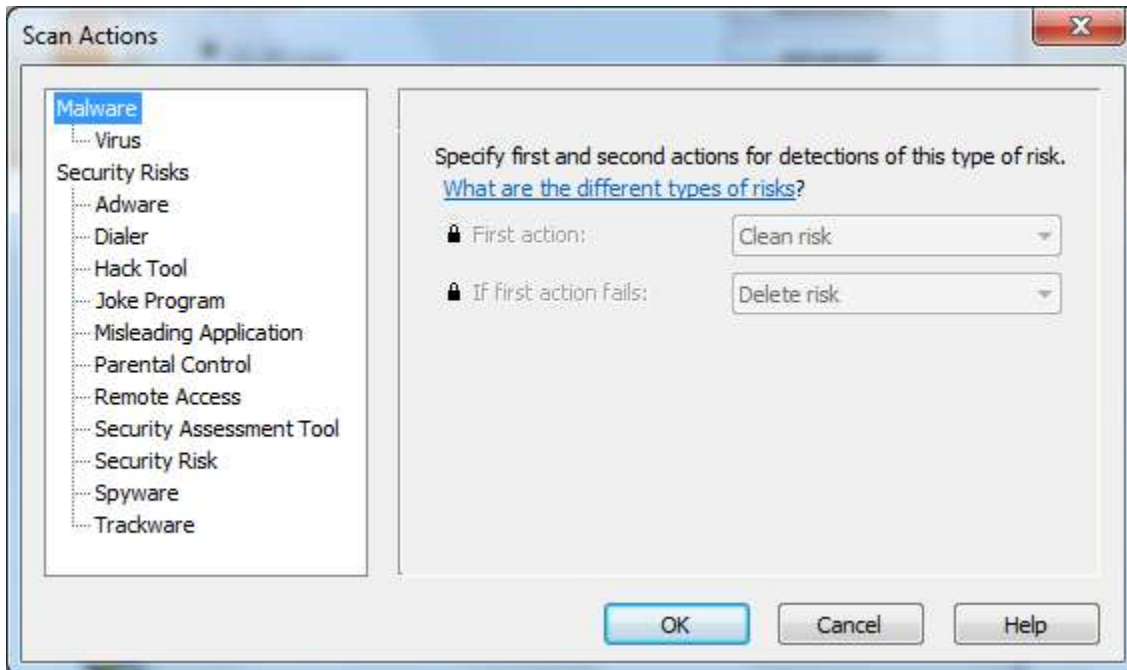 Scan Actions
Malware
Virus
Security Risks
Adware
Dialer
Hack Tool
Joke Program
Misleading Application
Parental Control
Remote Access
Security Assessment Tool
Security Risk
Spyware
Trackware
Specify first and second actions for detections of this type of risk.
What are the different types of risks?
First action: Clean risk
If first action fails: Delete risk
OK Cancel Help